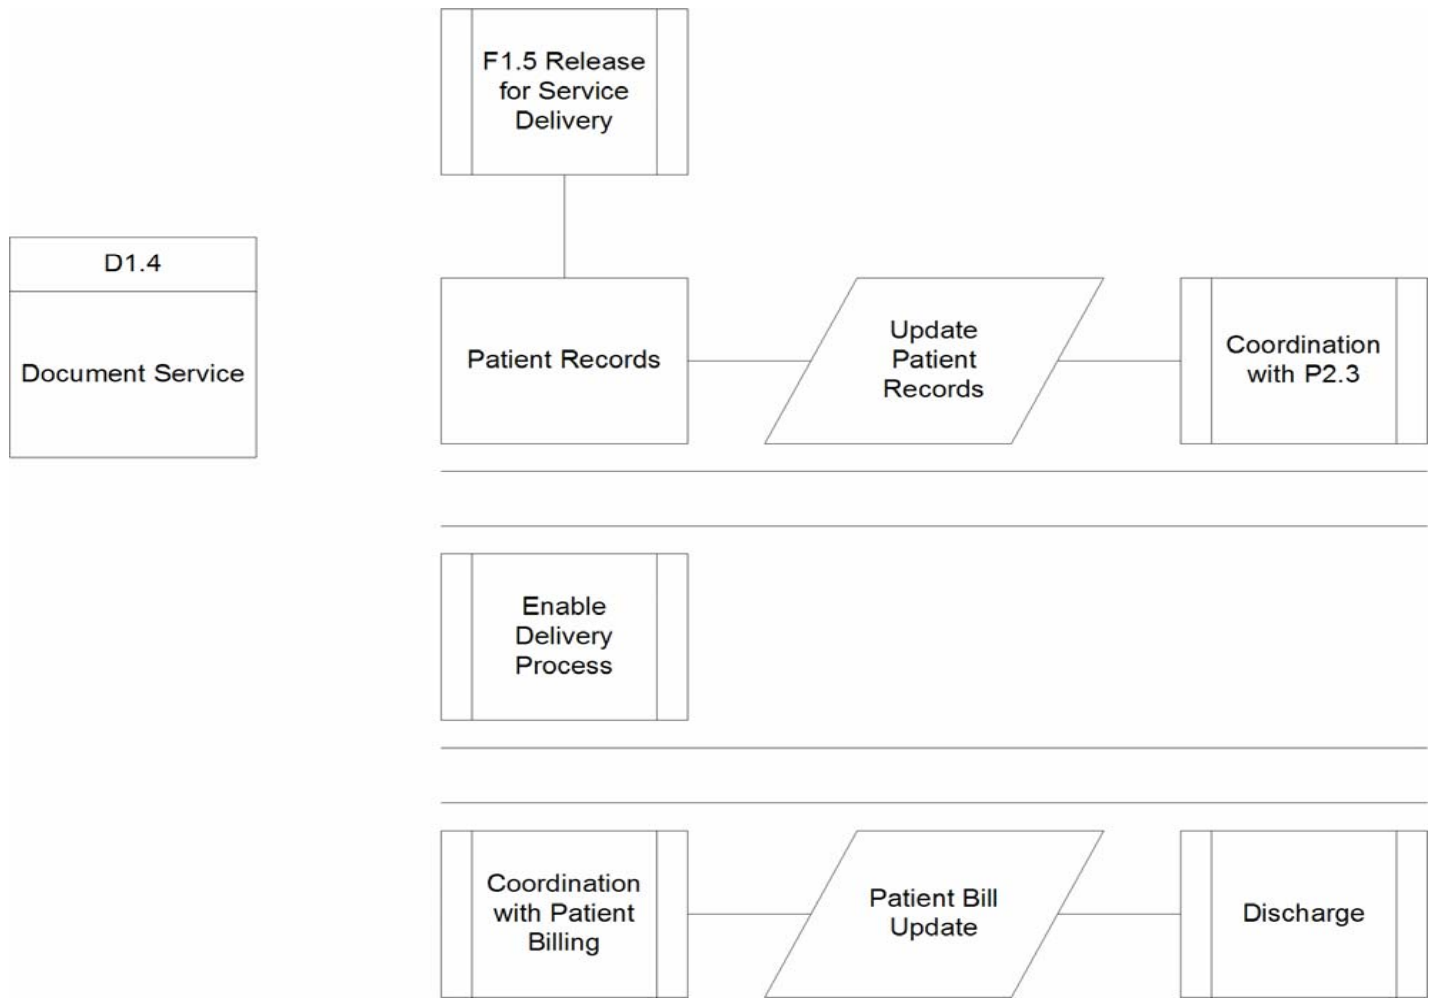 F1.5 Release
for Service
Delivery
D1.4
Document Service
Patient Records
Update
Patient
Records
Coordination
with P2.3
Enable
Delivery
Process
Coordination
with Patient
Billing
Patient Bill
Update
Discharge